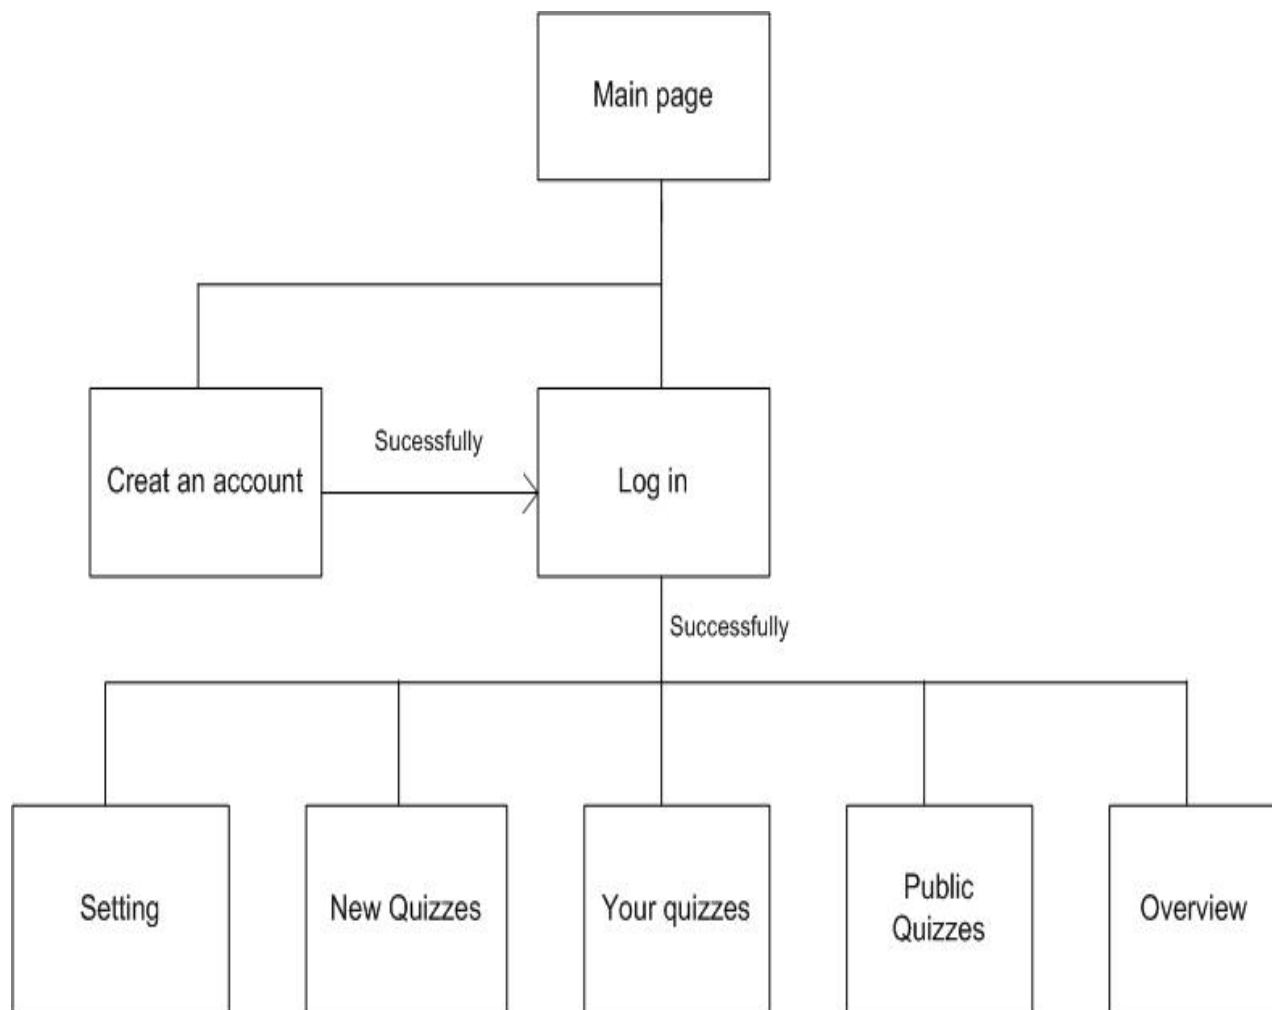 Main page
Sucessfully
Creat an account
Log in
Successfully
Setting
New Quizzes
Your quizzes
Public
Quizzes
Overview